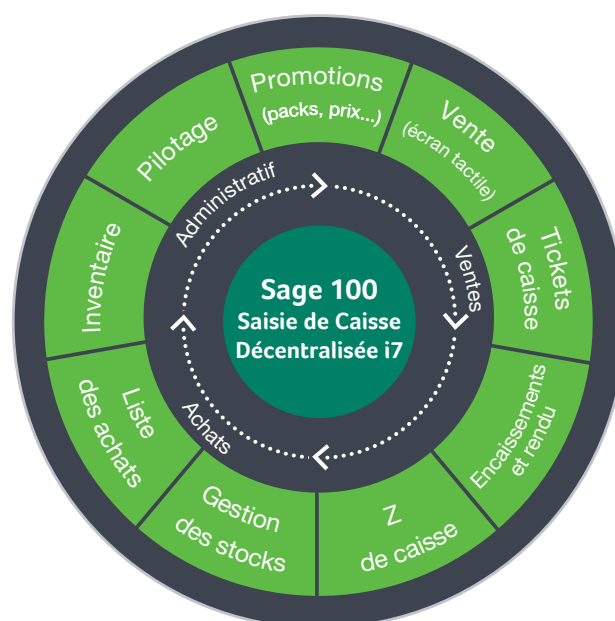 Promotions
(packs, prix...)
Vente
(écran tactile)
Tickets
de caisse
Encaissements
et rendu
Z
de caisse
Gestion
des stocks
Liste
des achats
Inventaire
Pilotage
Administratif
Ventes
Achats
Sage 100
Saisie de Caisse
Décentralisée i7